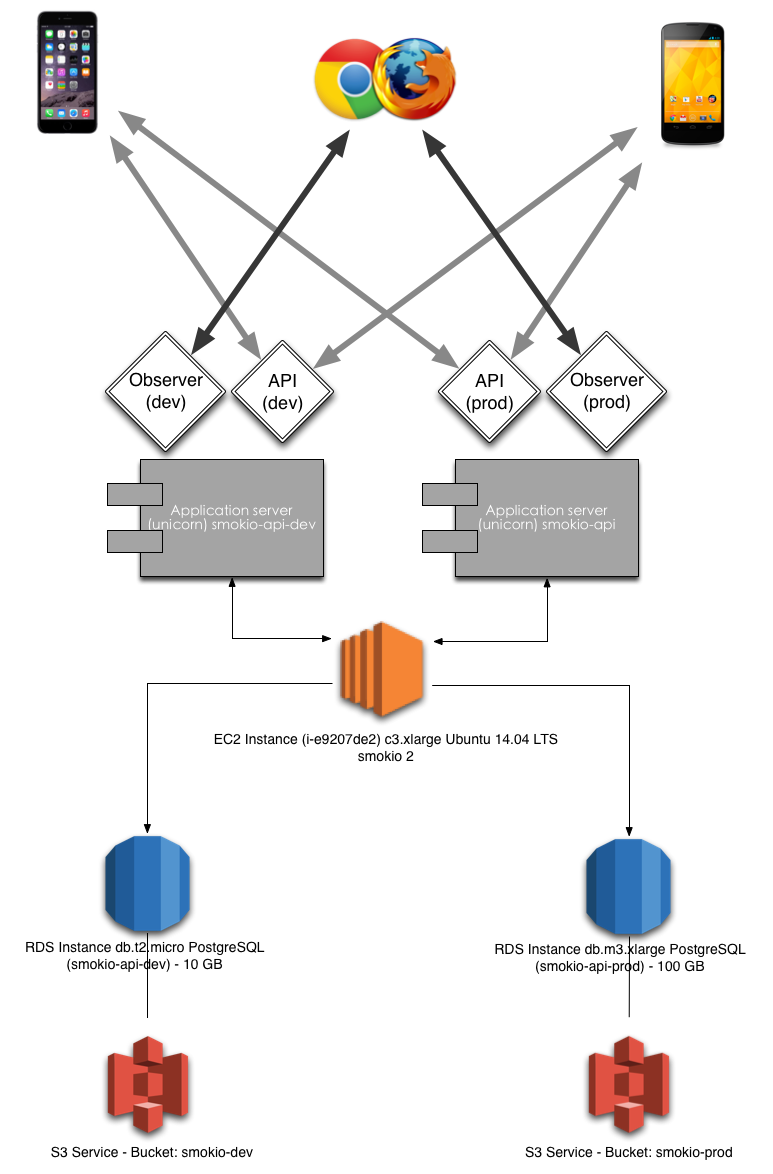 Observer
(dev)
API
(dev)
API
(prod)
Observer
(prod)
Application server
(unicorn) smokio-api-dev
Application server
(unicorn) smokio-api
EC2 Instance (i-e9207de2) c3.xlarge Ubuntu 14.04 LTS
smokio 2
RDS Instance db.t2.micro PostgreSQL
(smokio-api-dev) - 10 GB
RDS Instance db.m3.xlarge PostgreSQL
(smokio-api-prod) - 100 GB
S3 Service - Bucket: smokio-dev
S3 Service - Bucket: smokio-prod